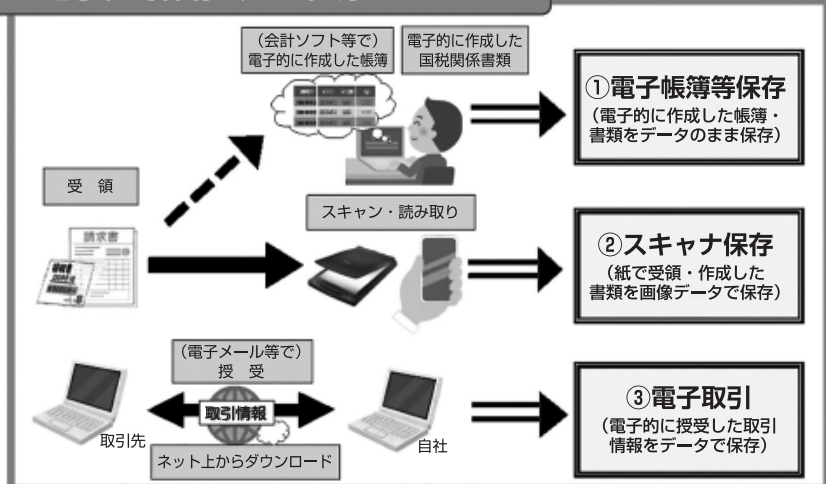 （会計ソフト等で）
電子的に作成した帳簿
電子的に作成した
国税関係書類
①電子帳簿等保存
（電子的に作成した帳簿・
書類をデータのまま保存）
受　領
請求書
スキャン・読み取り
②スキャナ保存
（紙で受領・作成した
書類を画像データで保存）
（電子メール等で）
授　受
取引情報
取引先
自社
ネット上からダウンロード
③電子取引
（電子的に授受した取引
情報をデータで保存）